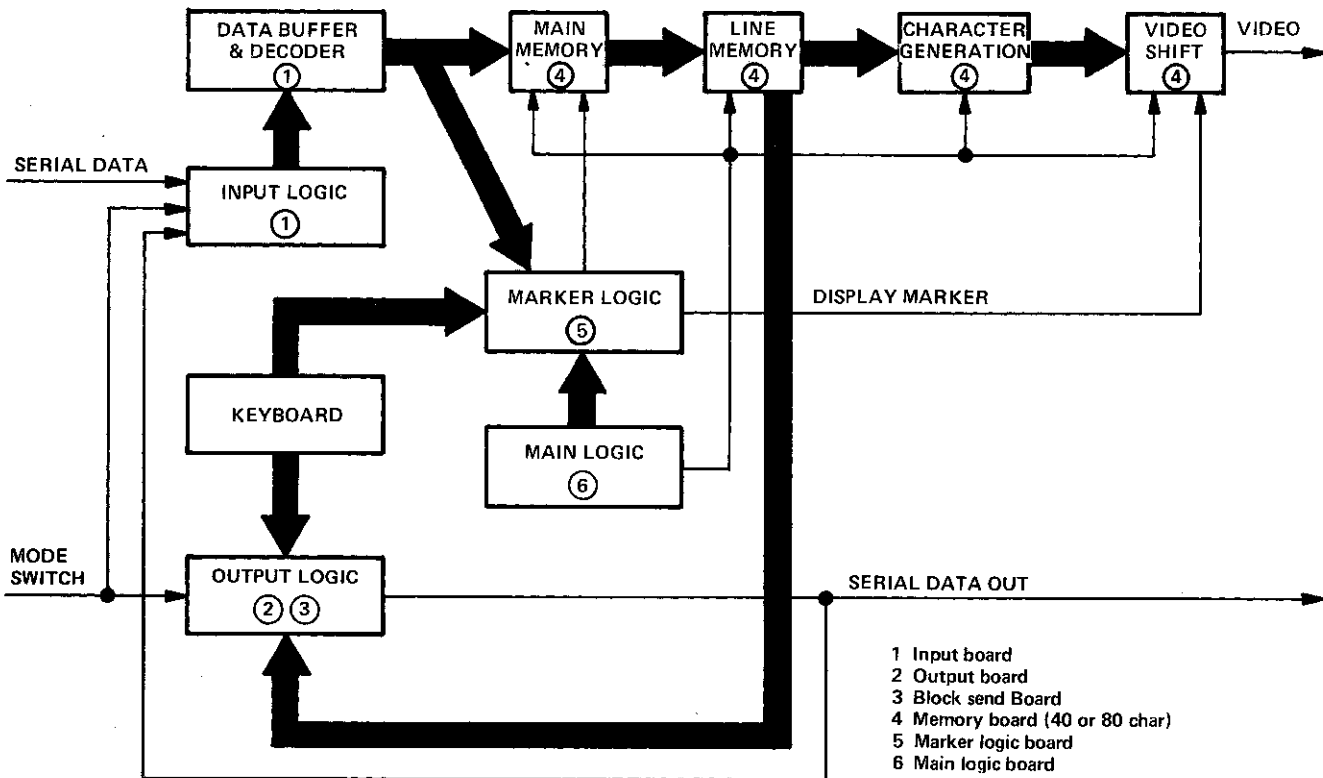 DATA BUFFER
& DECODER
1
MAIN
MEMORY
4
LINE
MEMORY
4
CHARACTER
GENERATION
4
VIDEO
SHIFT
4
VIDEO
SERIAL DATA
INPUT LOGIC
1
MARKER LOGIC
5
DISPLAY MARKER
KEYBOARD
MAIN LOGIC
6
MODE
SWITCH
OUTPUT LOGIC
2 3
SERIAL DATA OUT
1 Input board
2 Output board
3 Block send Board
4 Memory board (40 or 80 char)
5 Marker logic board
6 Main logic board